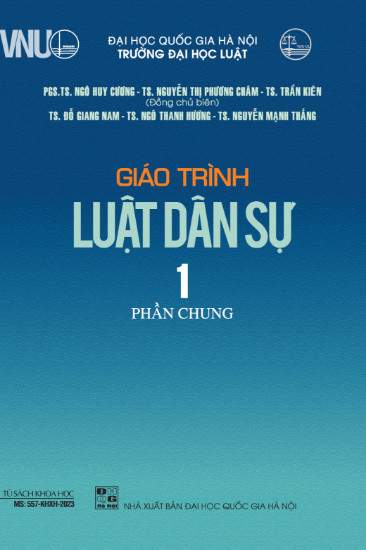 VNU
ĐẠI HỌC QUỐC GIA HÀ NỘI
TRƯỜNG ĐẠI HỌC LUẬT
PGS.TS. NGÔ HUY CƯƠNG - TS. NGUYỄN THỊ PHƯƠNG CHÂM - TS. TRẦN KIÊN
(Đồng chủ biên)
TS. ĐỖ GIANG NAM - TS. NGÔ THANH HƯƠNG - TS. NGUYỄN MẠNH THẮNG
GIÁO TRÌNH
LUẬT DÂN SỰ
1
PHẦN CHUNG
TỦ SÁCH KHOA HỌC
MS: 557-KHXH-2023
ĐHQG
HÀ NỘI
NHÀ XUẤT BẢN ĐẠI HỌC QUỐC GIA HÀ NỘI